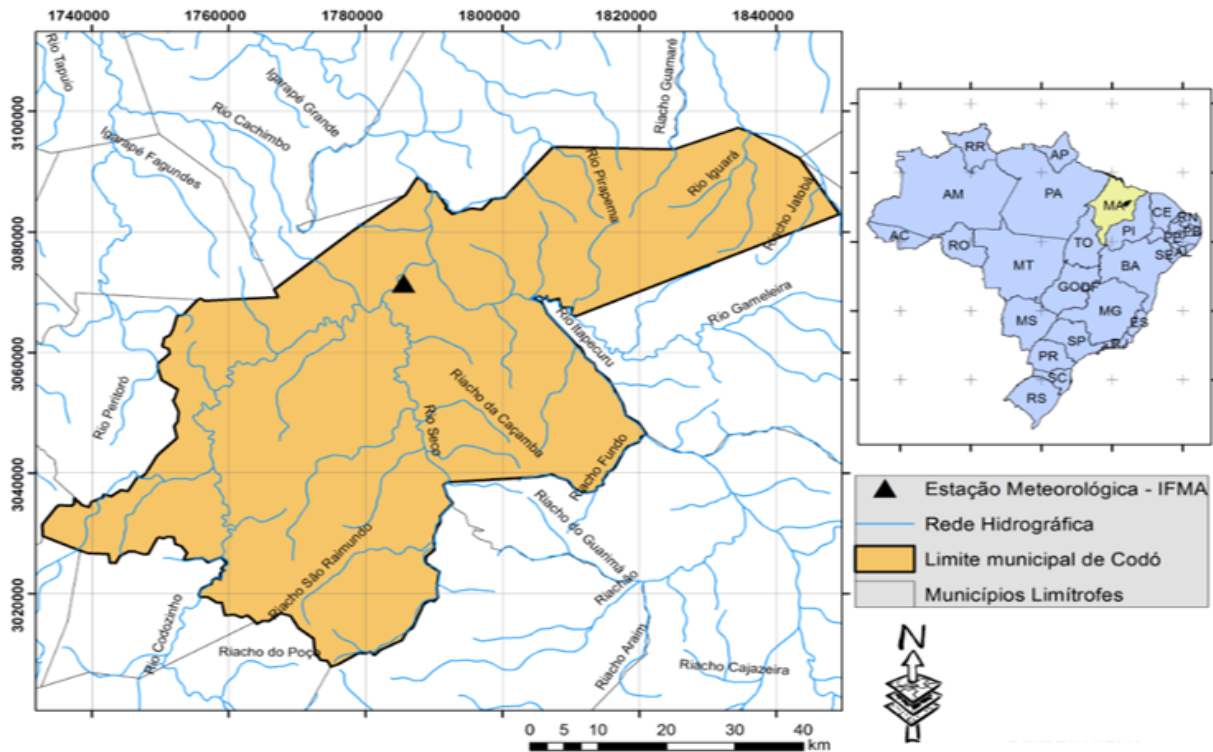 1740000 1760000 1780000 1800000 1820000 1840000
3100000
3080000
3060000
3040000
3020000
Rio Tapuio
Igarapé Grande
Rio Cachimbo
Igarapé Fagundes
Riacho Guamaré
Rio Pirapema
Rio Iguará
Riacho Jatobá
Rio Gameleira
Rio Itapecuru
Rio Peritoró
Riacho da Caçamba
Rio Seco
Riacho Fundo
Riacho do Guarimá
Riacho São Raimundo
Riachão
Rio Codozinho
Riacho do Poço
Riacho Araim
Riacho Cajazeira
0 5 10 20 30 40
km
RR
AP
AM
PA
MA
CE
RN
PB
PE
AL
SE
PI
AC
RO
TO
MT
BA
GO
DF
MG
ES
MS
SP
RJ
PR
SC
RS
Estação Meteorológica - IFMA
Rede Hidrográfica
Limite municipal de Codó
Municípios Limítrofes
N